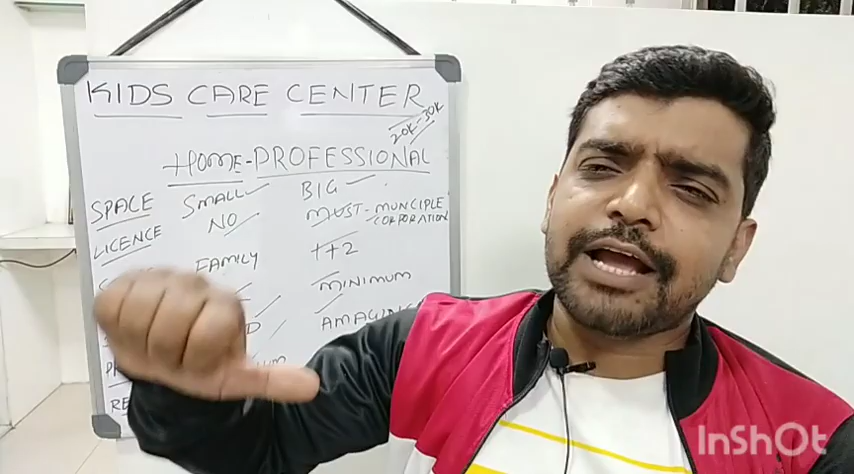 KIDS CARE CENTER
20K-30K
HOME-PROFESSIONAL
SPACE SMALL BIG
LICENCE NO MUST-MUNCIPLE
CORPORATION
FAMILY 1+2
MINIMUM
InShOt